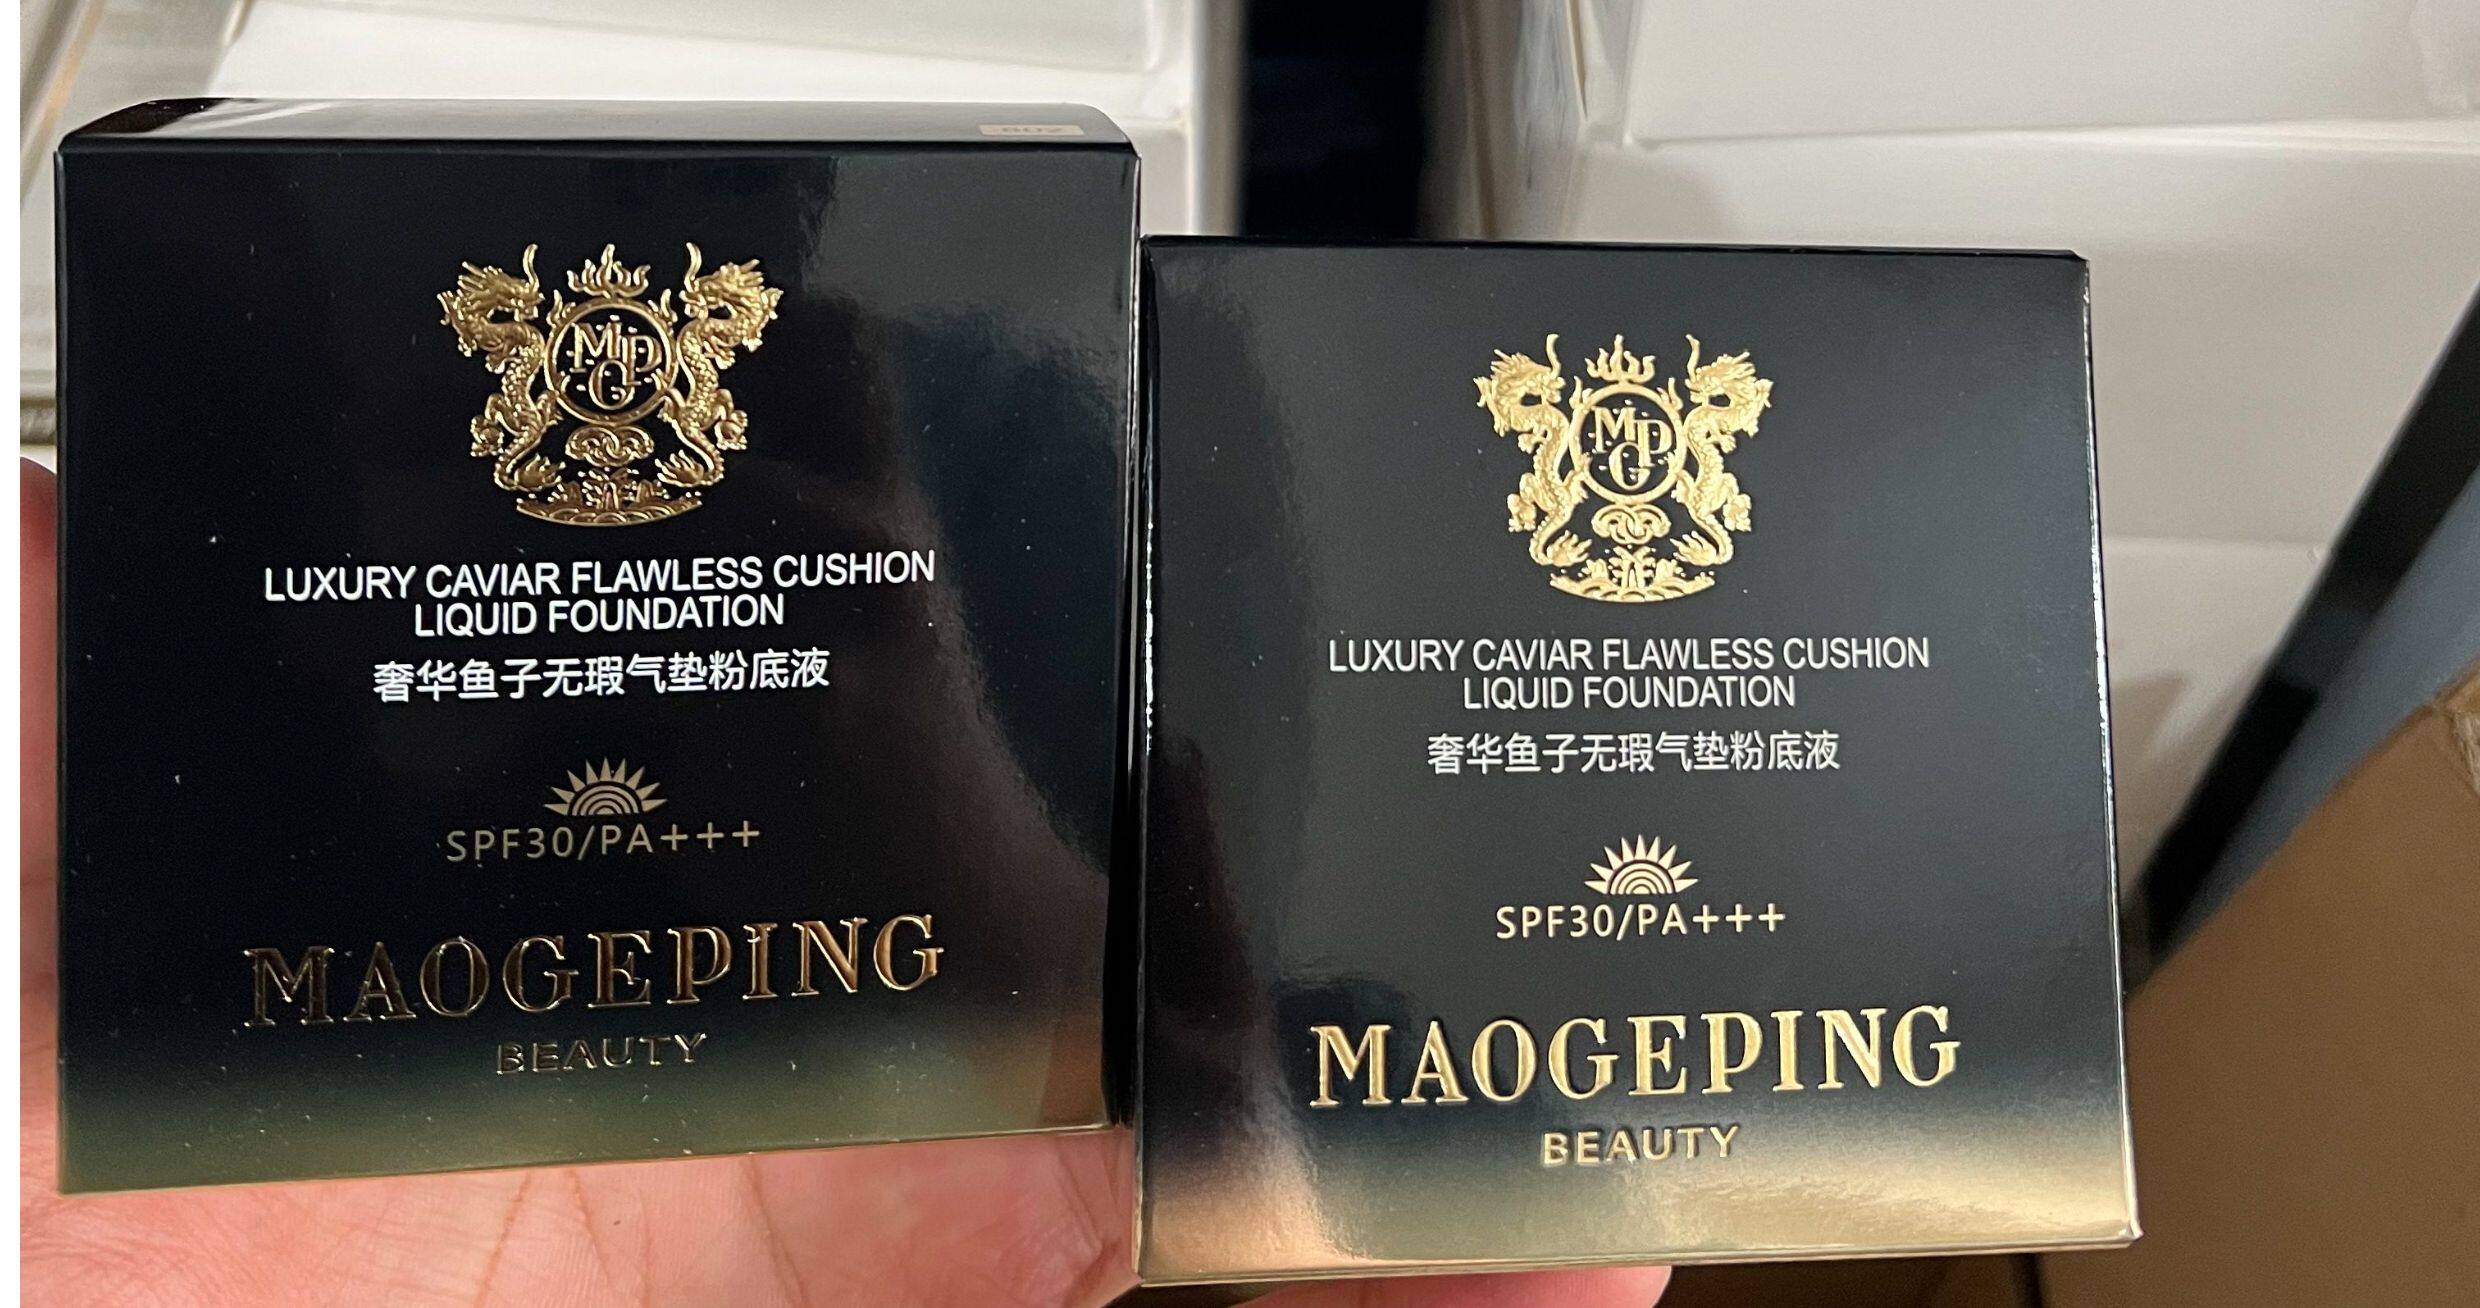 MGP
LUXURY CAVIAR FLAWLESS CUSHION
LIQUID FOUNDATION
奢华鱼子无瑕气垫粉底液
SPF30/PA+++
MAOGEPING
BEAUTY
MGP
LUXURY CAVIAR FLAWLESS CUSHION
LIQUID FOUNDATION
奢华鱼子无瑕气垫粉底液
SPF30/PA+++
MAOGEPING
BEAUTY